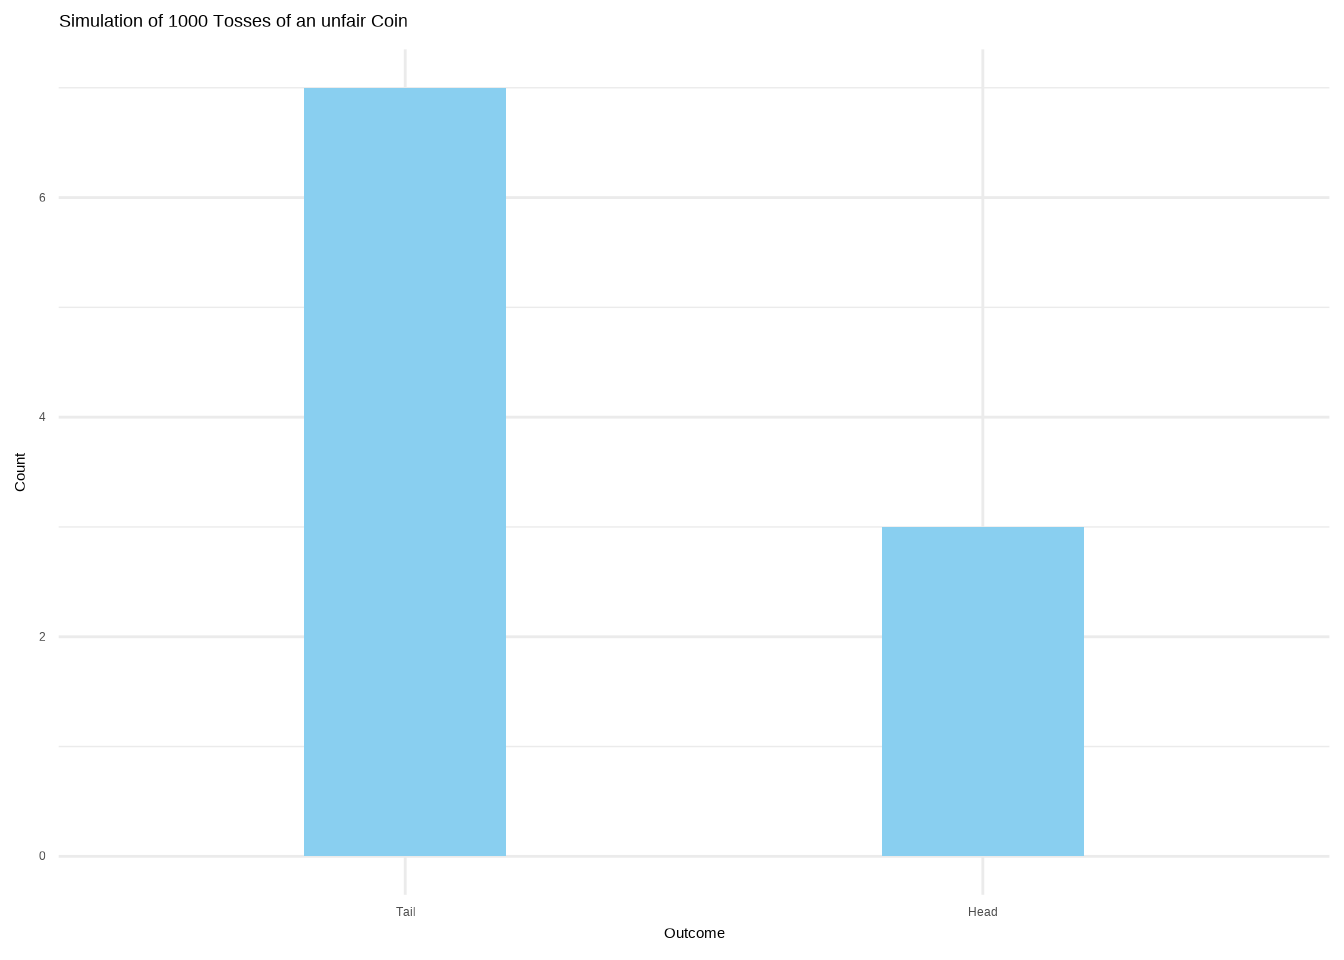 Simulation of 1000 Tosses of an unfair Coin
6
4
2
0
Count
Tail
Head
Outcome